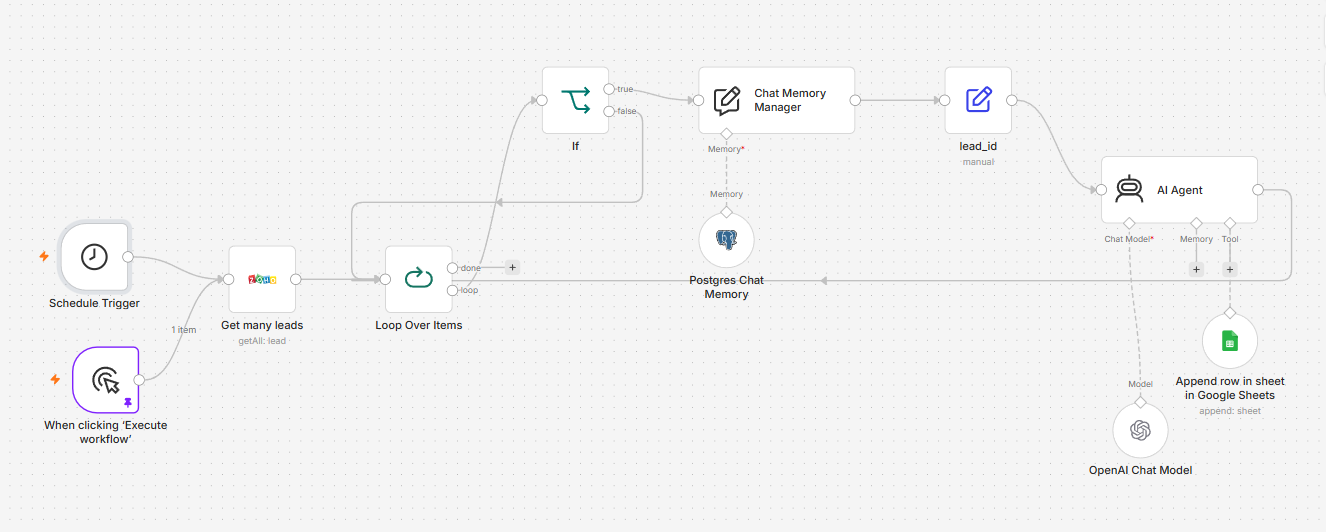 If
true
false
Chat Memory
Manager
Memory*
Memory
Postgres Chat
Memory
lead_id
manual
AI Agent
Chat Model*
Memory
Tool
Schedule Trigger
1 item
When clicking ‘Execute
workflow’
ZOHO
Get many leads
getAll: lead
Loop Over Items
done
loop
Model
OpenAI Chat Model
Append row in sheet
in Google Sheets
append: sheet